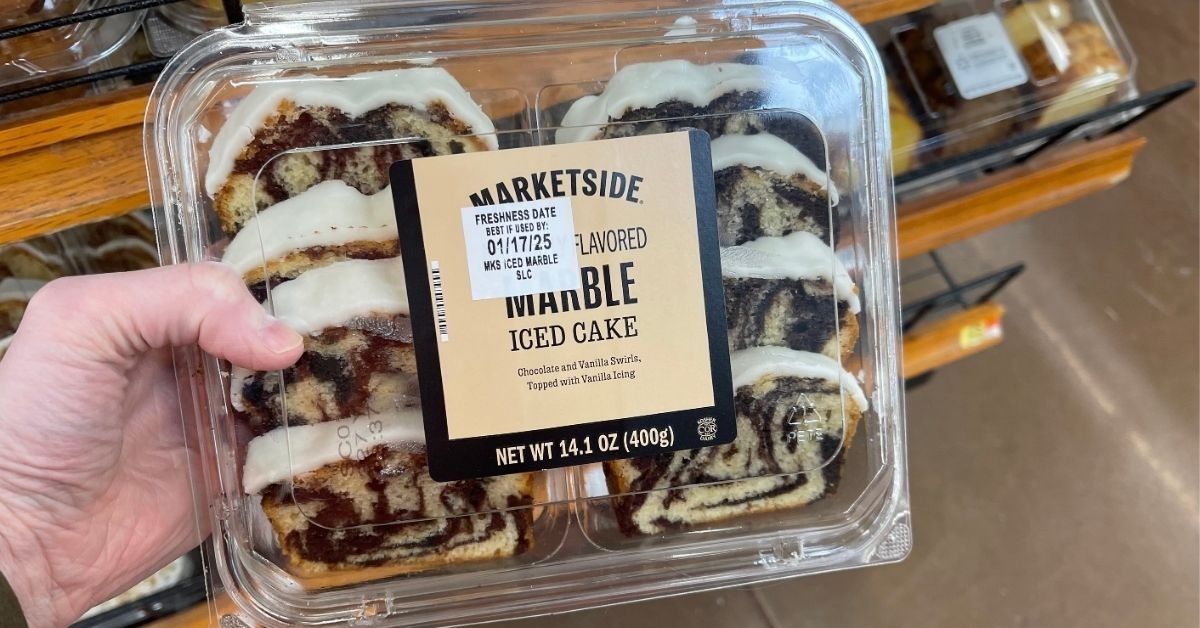 MARKETSIDE
FRESHNESS DATE
BEST IF USED BY:
01/17/25
MKS ICED MARBLE
SLC
FLAVORED
MARBLE
ICED CAKE
Chocolate and Vanilla Swirls,
Topped with Vanilla Icing
NET WT 14.1 OZ (400g)
COR
PETE